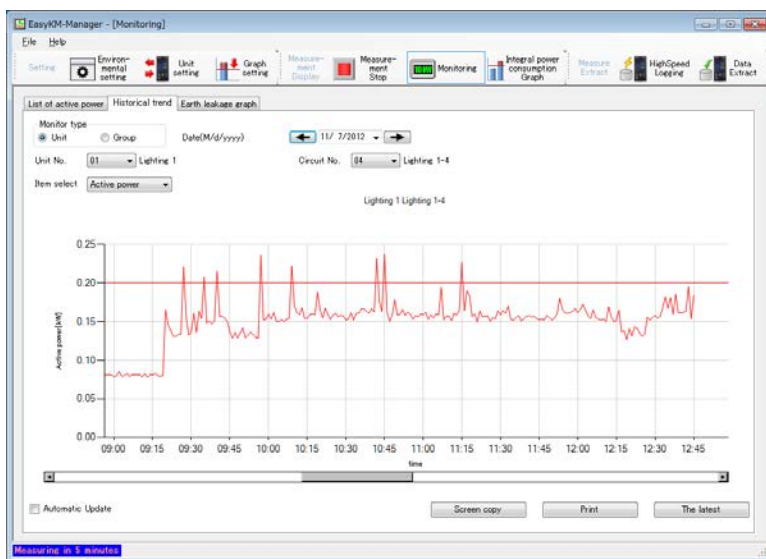 EasyKM-Manager - [Monitoring]
File Help
Setting
Environ-
mental
setting
Unit
setting
Graph
setting
Measure-
ment
Display
Measure-
ment
Stop
Monitoring
Integral power
consumption
Graph
Measure
Extract
HighSpeed
Logging
Data
Extract
List of active power Historical trend Earth leakage graph
Monitor type
Unit Group Date(M/d/yyyy) 11/ 7/2012
Unit No. 01 Lighting 1 Circuit No. 04 Lighting 1-4
Item select Active power
Lighting 1 Lighting 1-4
Active power[kW]
0.25
0.20
0.15
0.10
0.05
0.00
09:00 09:15 09:30 09:45 10:00 10:15 10:30 10:45 11:00 11:15 11:30 11:45 12:00 12:15 12:30 12:45
time
Automatic Update Screen copy Print The latest
Measuring in 5 minutes